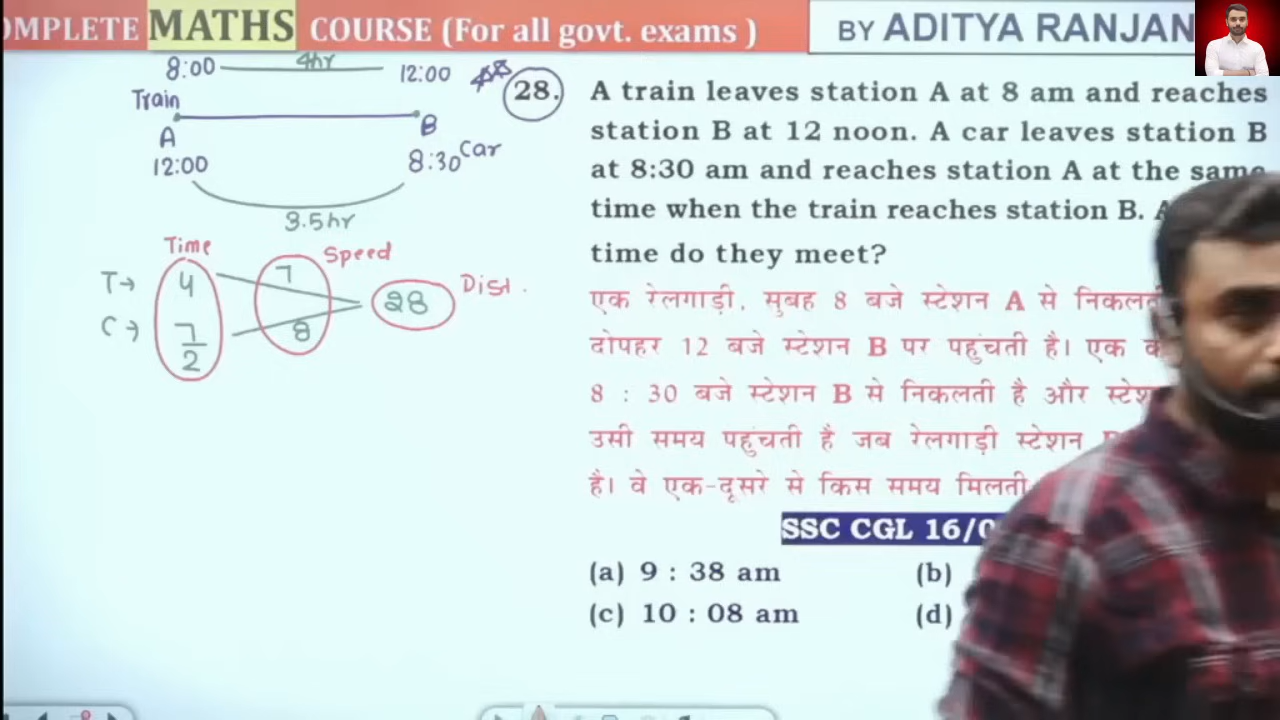 OMPLETE MATHS COURSE (For all govt. exams )
BY ADITYA RANJAN
8:00 4hr 12:00
Train
A B
12:00 8:30 Car
3.5hr
Time Speed
T→ 4 7 28 Dist.
C→ 7/2 8
28. A train leaves station A at 8 am and reaches
station B at 12 noon. A car leaves station B
at 8:30 am and reaches station A at the same
time when the train reaches station B. A
time do they meet?
एक रेलगाड़ी, सुबह 8 बजे स्टेशन A से
दोपहर 12 बजे स्टेशन B पर पहुंचती है। एक
8 : 30 बजे स्टेशन B से निकलती है और
उसी समय पहुंचती है जब रेलगाड़ी स्टेशन
है। वे एक-दूसरे से किस समय मिलती
SSC CGL 16/0
(a) 9 : 38 am (b)
(c) 10 : 08 am (d)